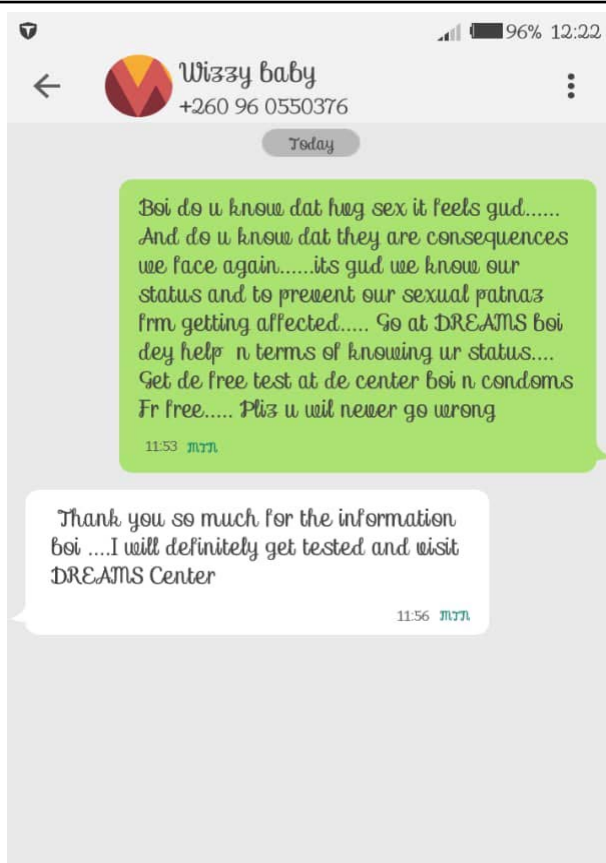 96% 12:22
Wizzy baby
+260 96 0550376
Today
Boi do u know dat hvg sex it feels gud......
And do u know dat they are consequences
we face again......its gud we know our
status and to prevent our sexual patnaz
frm getting affected..... Go at DREAMS boi
dey help n terms of knowing ur status....
Get de free test at de center boi n condoms
Fr free..... Pliz u wil never go wrong
11:53 MTN
Thank you so much for the information
boi ....I will definitely get tested and visit
DREAMS Center
11:56 MTN